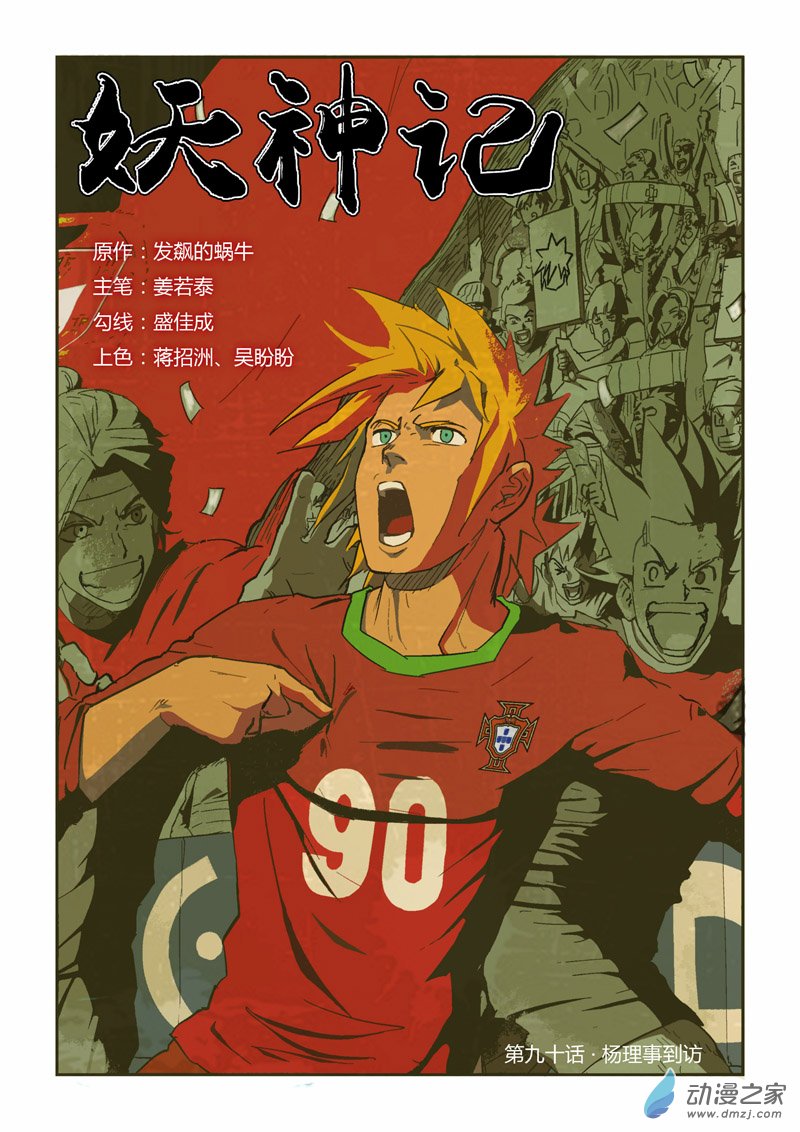 妖神记
原作：发飙的蜗牛
主笔：姜若泰
勾线：盛佳成
上色：蒋招洲、吴盼盼
90
第九十话·杨理事到访
动漫之家
www.dmzj.com